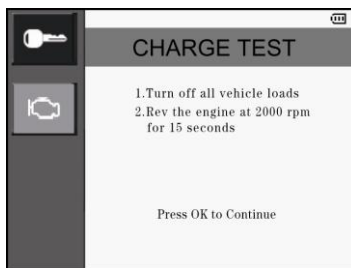 CHARGE TEST
1.Turn off all vehicle loads
2.Rev the engine at 2000 rpm
for 15 seconds
Press OK to Continue